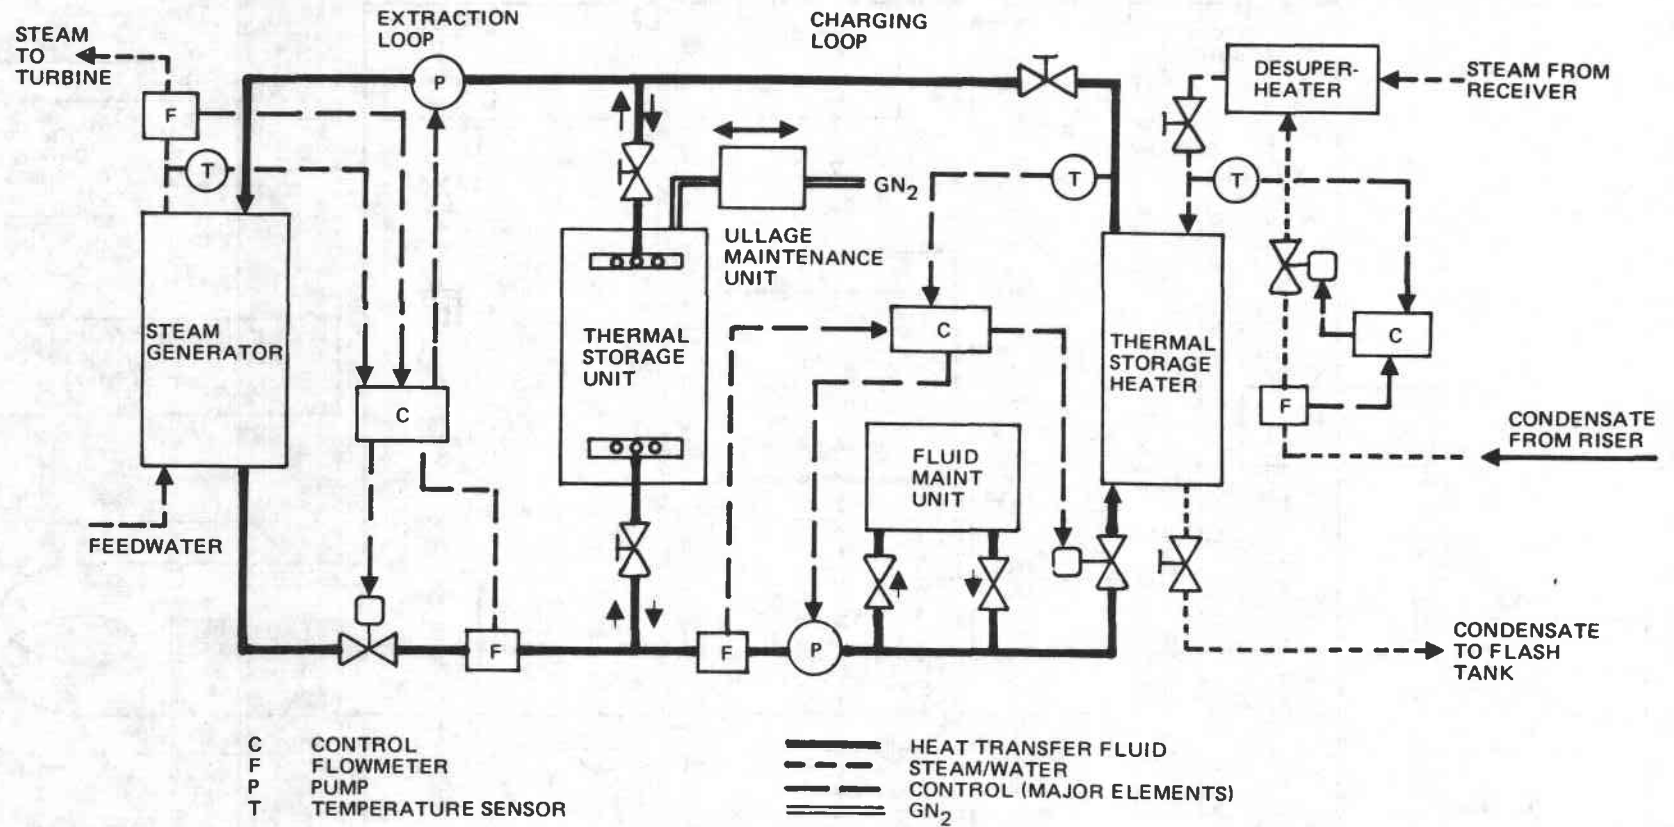 EXTRACTION
LOOP
CHARGING
LOOP
STEAM
TO
TURBINE
P
DESUPER-
HEATER
STEAM FROM
RECEIVER
F
T
GN2
T
T
ULLAGE
MAINTENANCE
UNIT
STEAM
GENERATOR
THERMAL
STORAGE
UNIT
C
THERMAL
STORAGE
HEATER
C
C
F
CONDENSATE
FROM RISER
FLUID
MAINT
UNIT
FEEDWATER
F
F
P
CONDENSATE
TO FLASH
TANK
C CONTROL
F FLOWMETER
P PUMP
T TEMPERATURE SENSOR
HEAT TRANSFER FLUID
STEAM/WATER
CONTROL (MAJOR ELEMENTS)
GN2